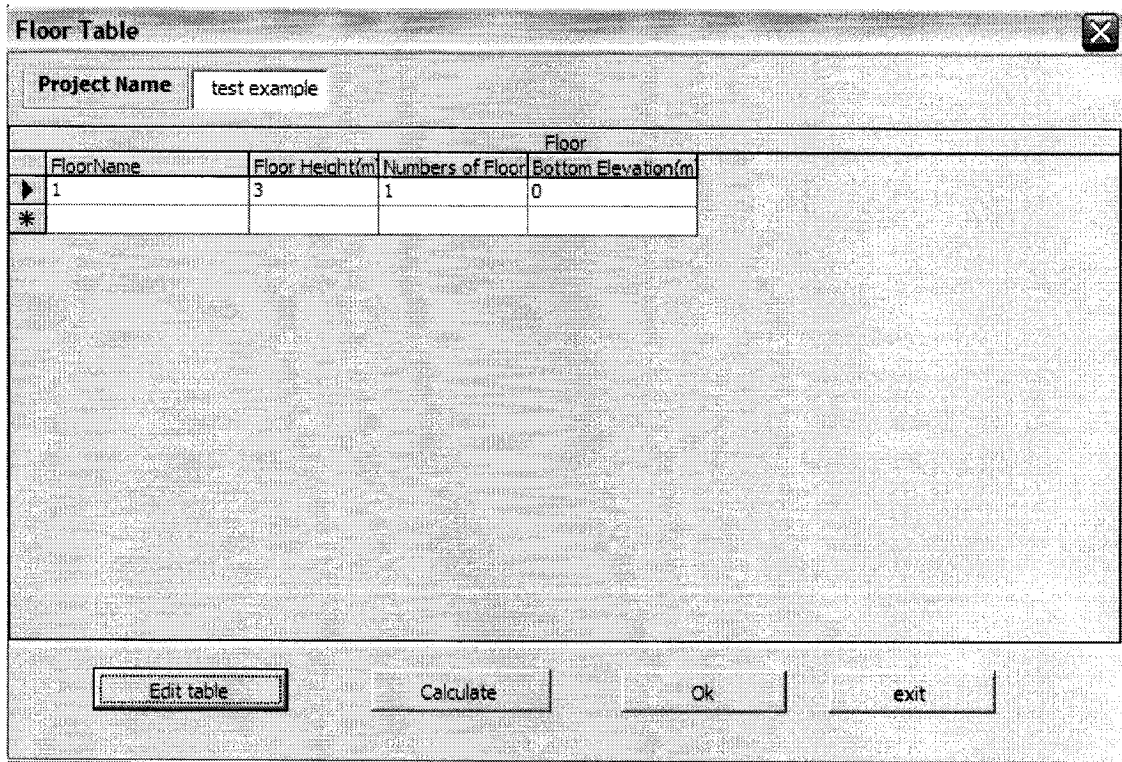 Floor Table
Project Name test example
Floor
FloorName Floor Height(m Numbers of Floor Bottom Elevation(m
1 3 1 0
Edit table Calculate Ok exit